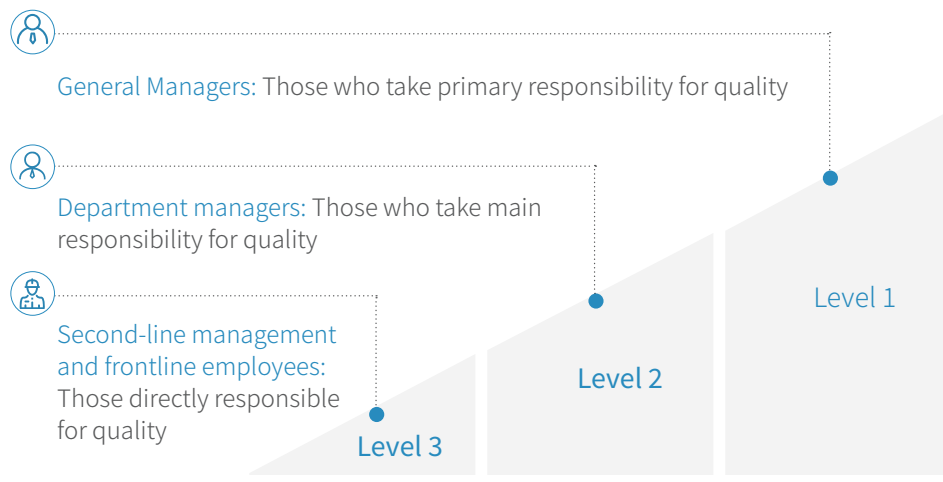 General Managers: Those who take primary responsibility for quality
Department managers: Those who take main
responsibility for quality
Second-line management
and frontline employees:
Those directly responsible
for quality
Level 1
Level 2
Level 3